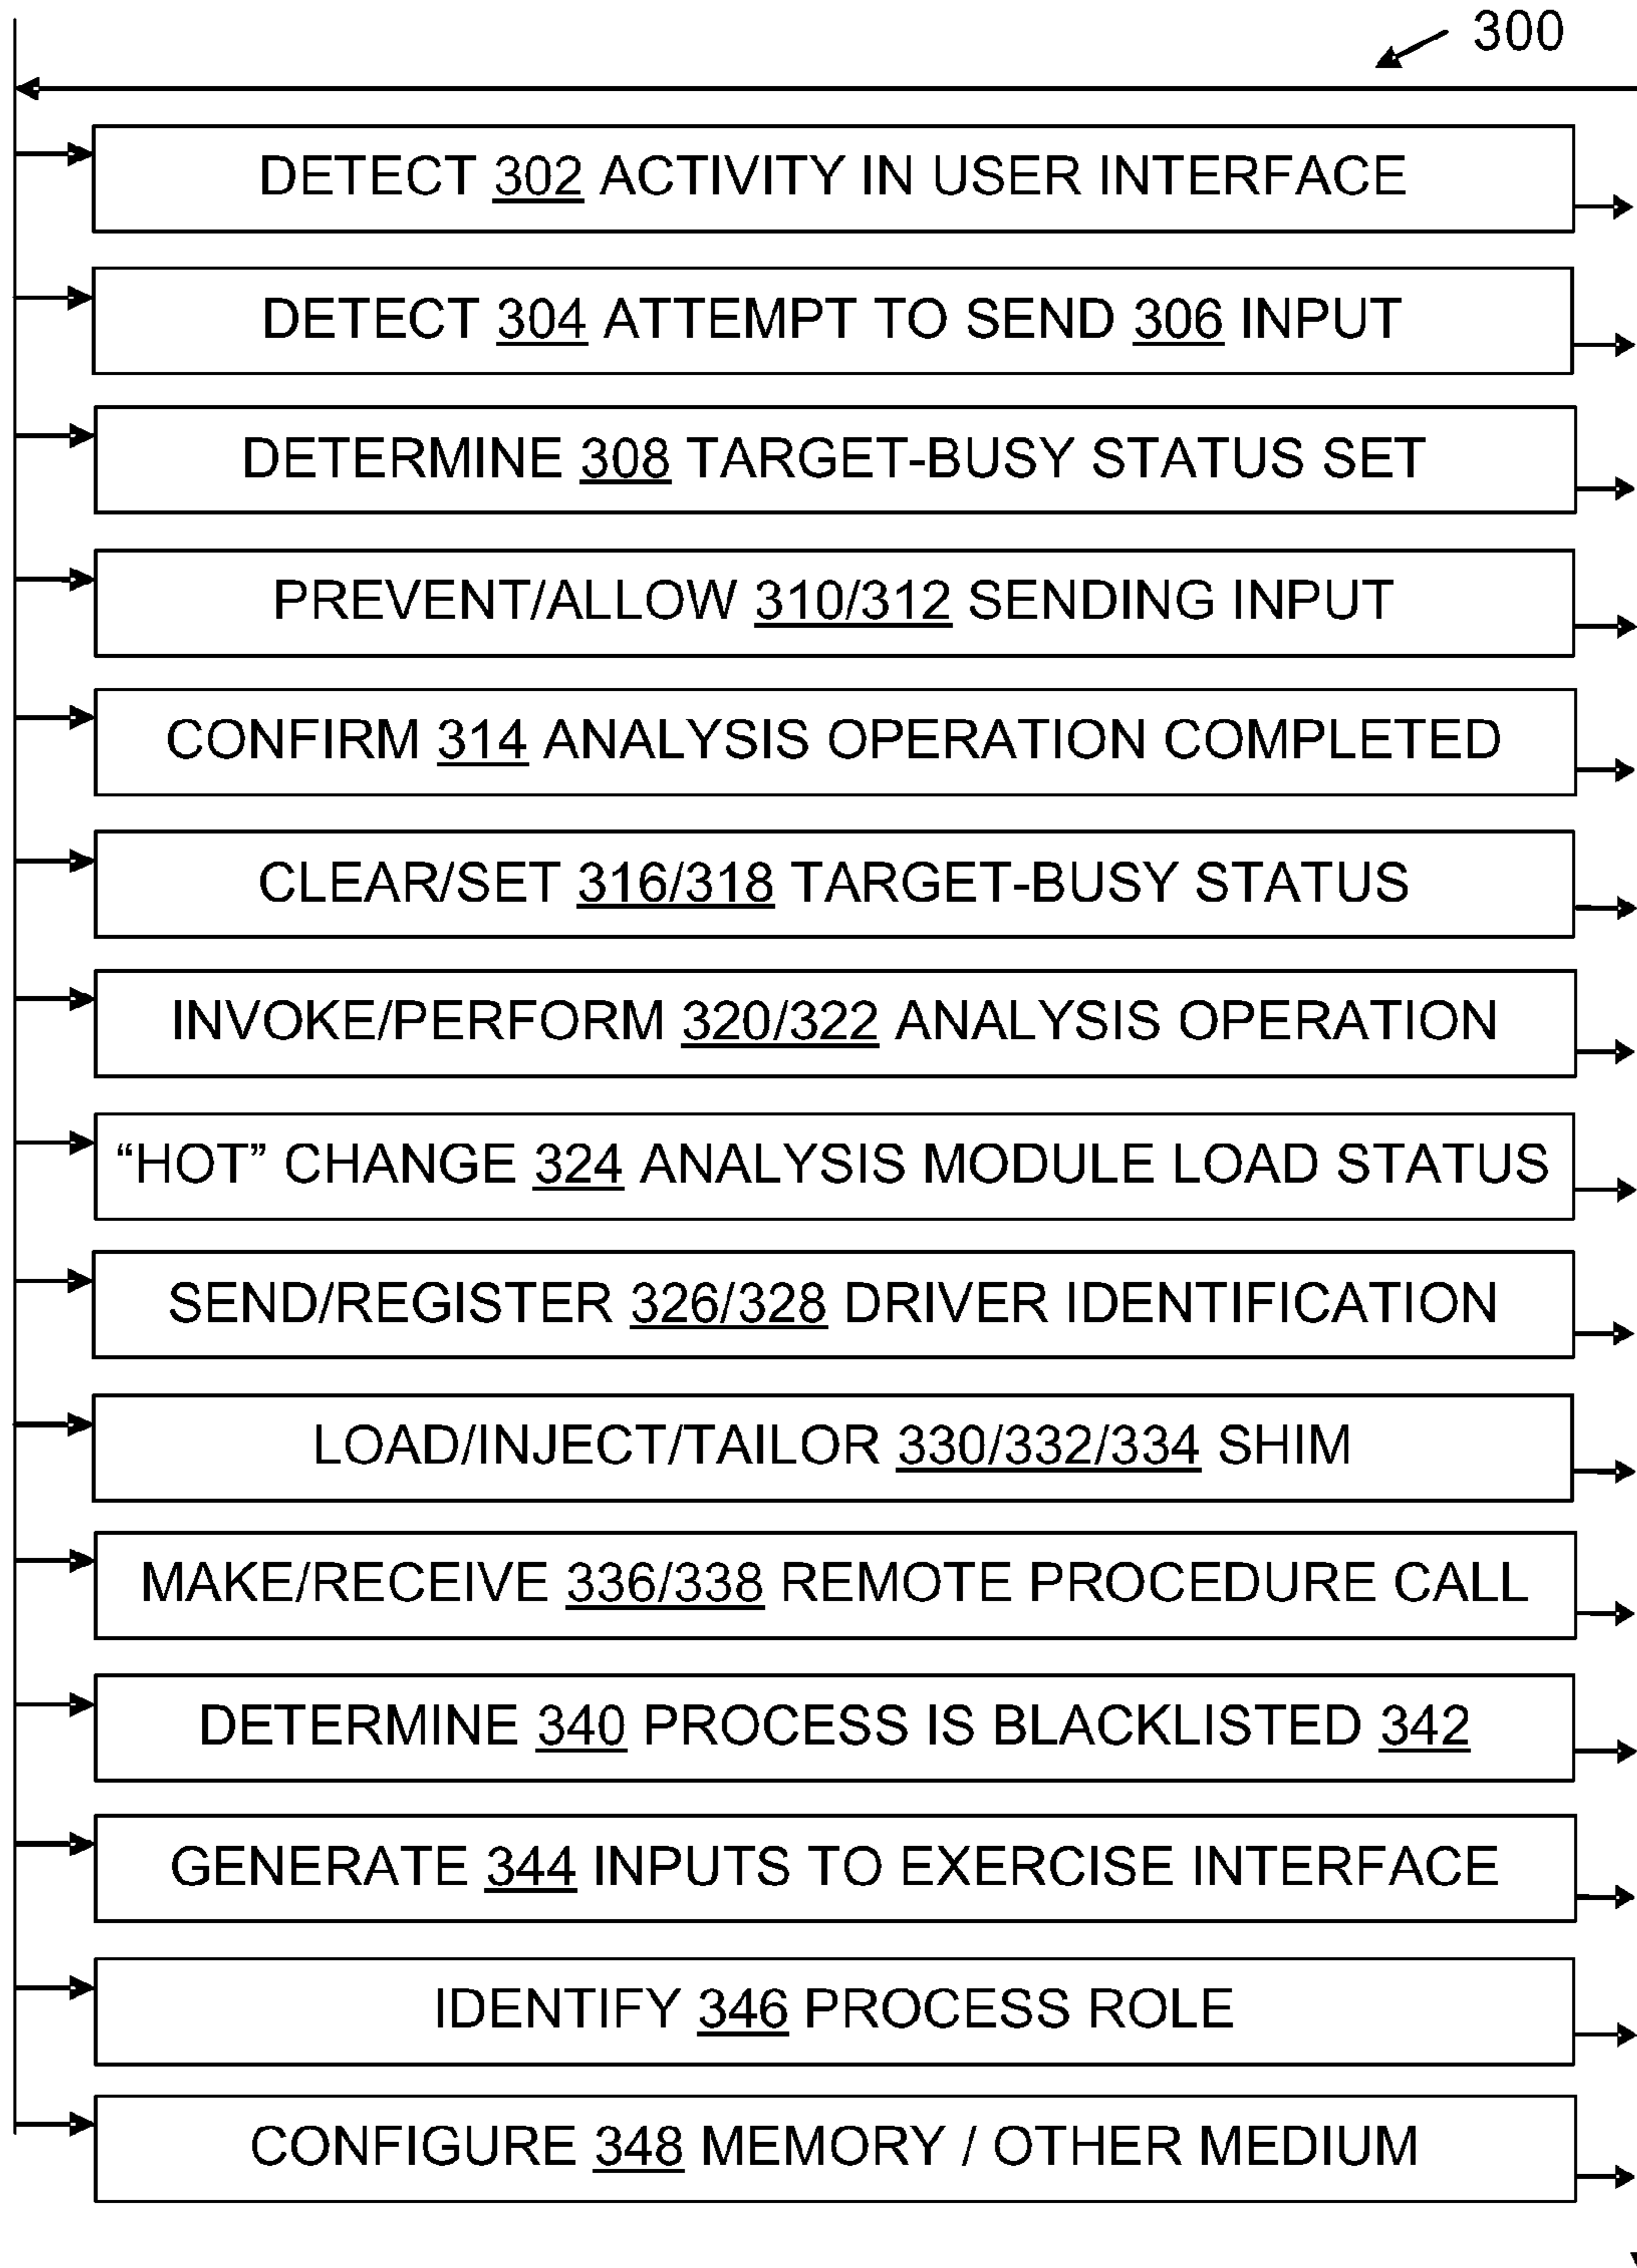 300
DETECT 302 ACTIVITY IN USER INTERFACE
DETECT 304 ATTEMPT TO SEND 306 INPUT
DETERMINE 308 TARGET-BUSY STATUS SET
PREVENT/ALLOW 310/312 SENDING INPUT
CONFIRM 314 ANALYSIS OPERATION COMPLETED
CLEAR/SET 316/318 TARGET-BUSY STATUS
INVOKE/PERFORM 320/322 ANALYSIS OPERATION
“HOT” CHANGE 324 ANALYSIS MODULE LOAD STATUS
SEND/REGISTER 326/328 DRIVER IDENTIFICATION
LOAD/INJECT/TAILOR 330/332/334 SHIM
MAKE/RECEIVE 336/338 REMOTE PROCEDURE CALL
DETERMINE 340 PROCESS IS BLACKLISTED 342
GENERATE 344 INPUTS TO EXERCISE INTERFACE
IDENTIFY 346 PROCESS ROLE
CONFIGURE 348 MEMORY / OTHER MEDIUM